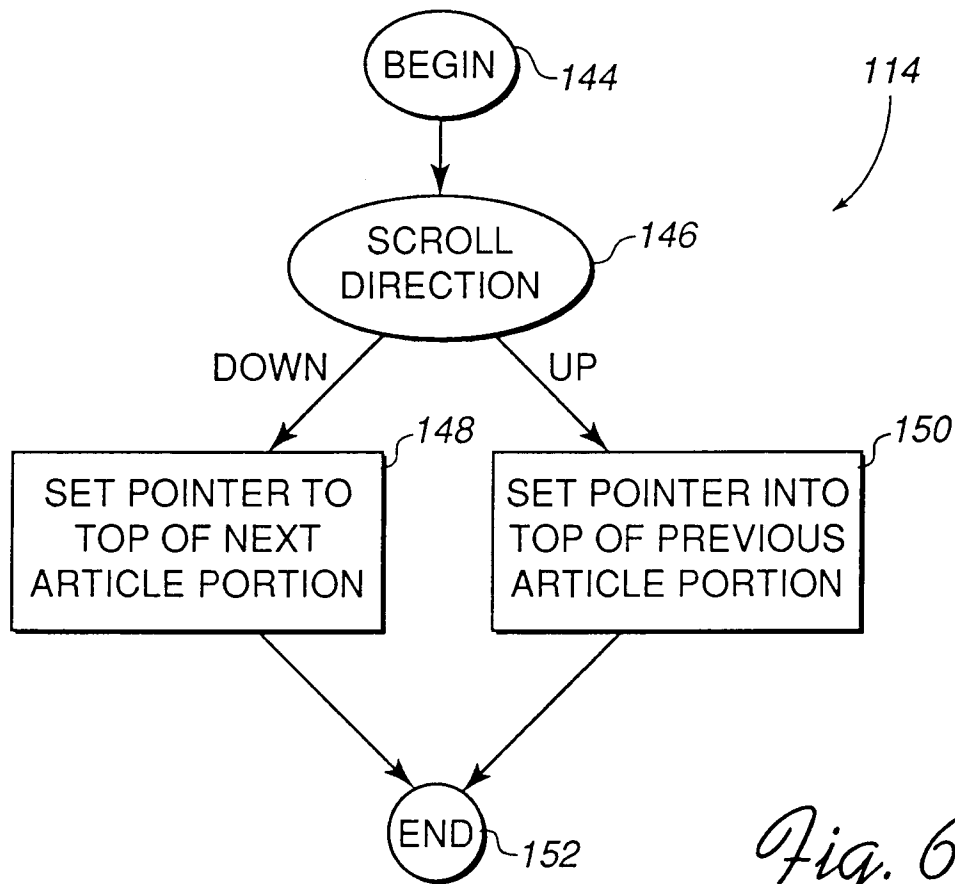 BEGIN
144
114
SCROLL
DIRECTION
146
DOWN
UP
148
150
SET POINTER TO
TOP OF NEXT
ARTICLE PORTION
SET POINTER INTO
TOP OF PREVIOUS
ARTICLE PORTION
END
152
Fig. 6